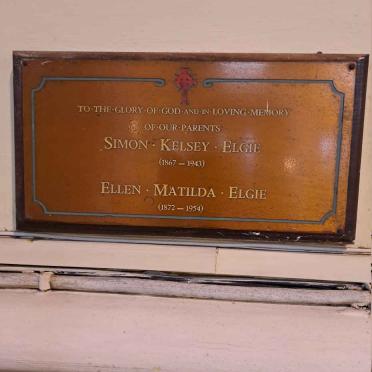 TO·THE·GLORY·OF·GOD·AND·IN·LOVING·MEMORY
OF·OUR·PARENTS
SIMON·KELSEY·ELGIE
(1867—1943)
ELLEN·MATILDA·ELGIE
(1872—1954)